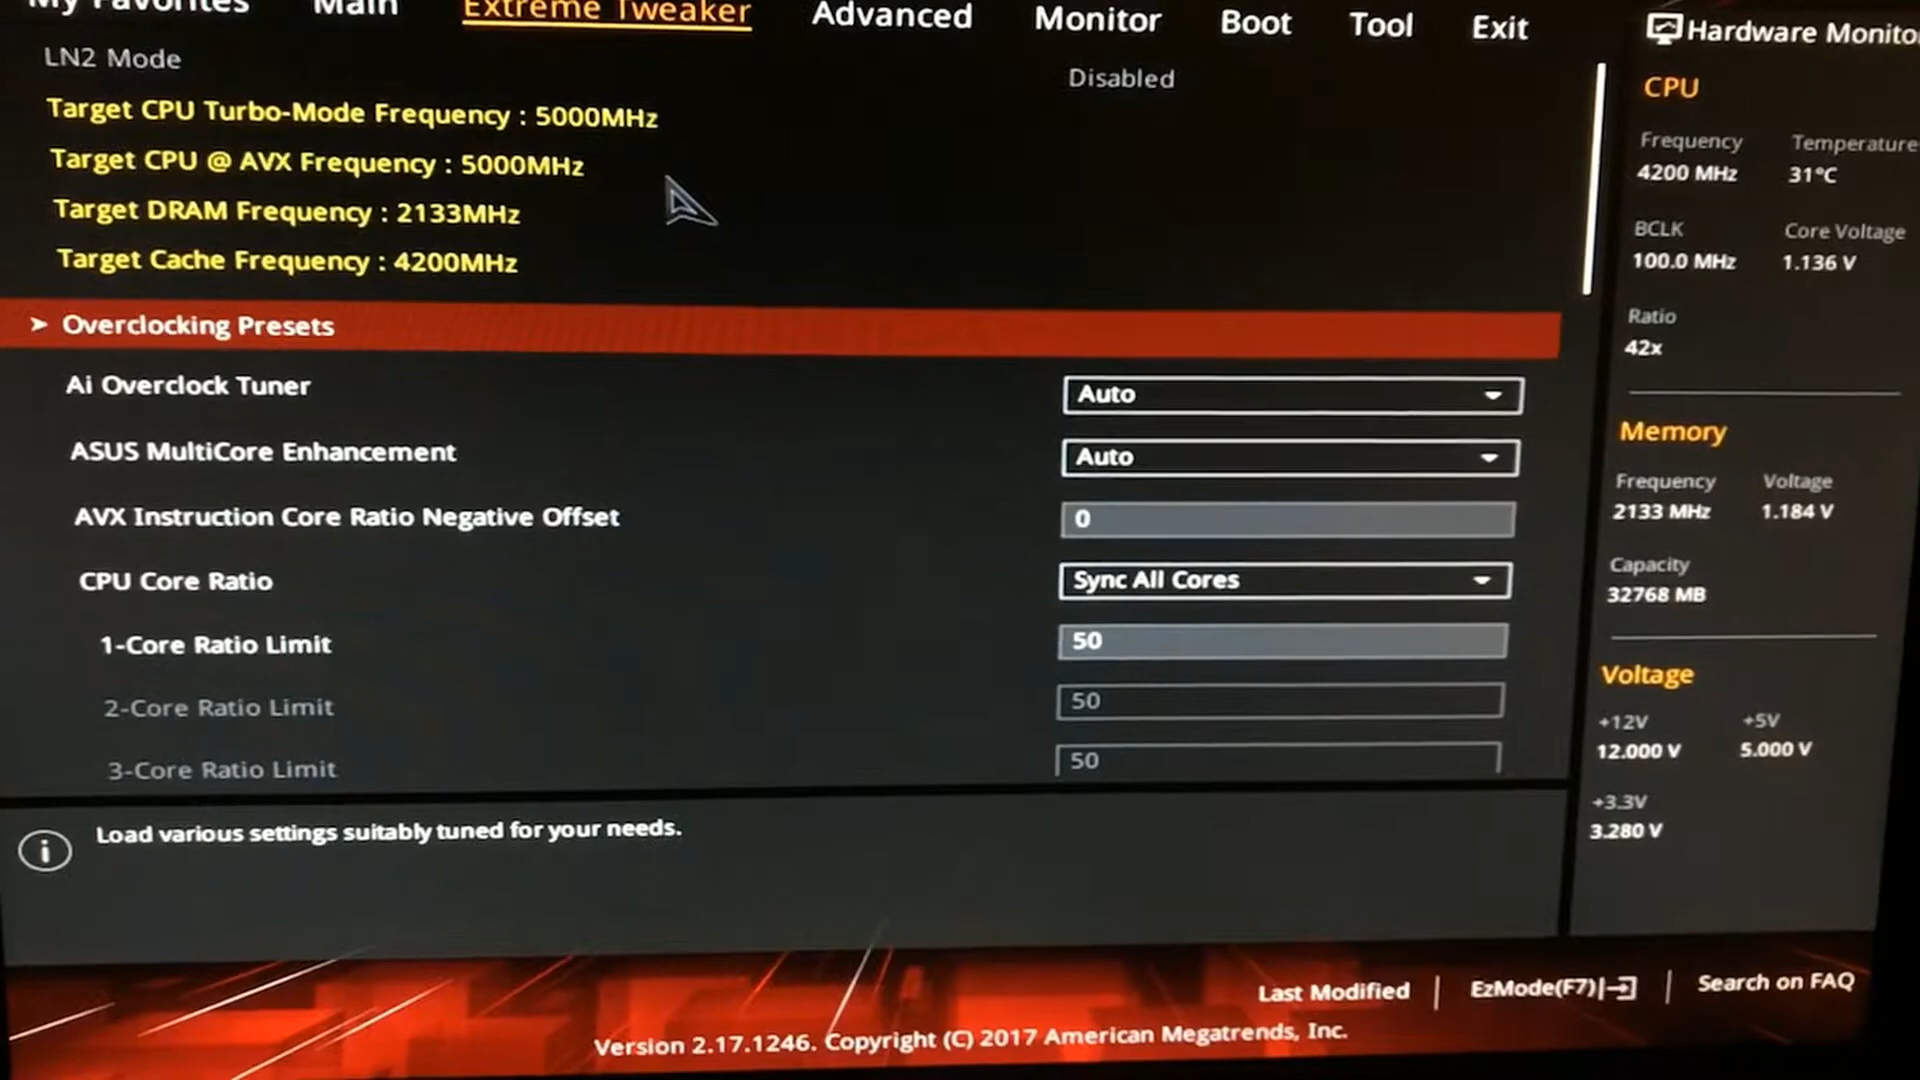 My Favorites Main Extreme Tweaker Advanced Monitor Boot Tool Exit
Hardware Monitor
LN2 Mode Disabled
Target CPU Turbo-Mode Frequency : 5000MHz
Target CPU @ AVX Frequency : 5000MHz
Target DRAM Frequency : 2133MHz
Target Cache Frequency : 4200MHz
Overclocking Presets
Ai Overclock Tuner Auto
ASUS MultiCore Enhancement Auto
AVX Instruction Core Ratio Negative Offset 0
CPU Core Ratio Sync All Cores
1-Core Ratio Limit 50
2-Core Ratio Limit 50
3-Core Ratio Limit 50
Load various settings suitably tuned for your needs.
CPU
Frequency Temperature
4200 MHz 31°C
BCLK Core Voltage
100.0 MHz 1.136 V
Ratio
42x
Memory
Frequency Voltage
2133 MHz 1.184 V
Capacity
32768 MB
Voltage
+12V +5V
12.000 V 5.000 V
+3.3V
3.280 V
Last Modified EzMode(F7) Search on FAQ
Version 2.17.1246. Copyright (C) 2017 American Megatrends, Inc.